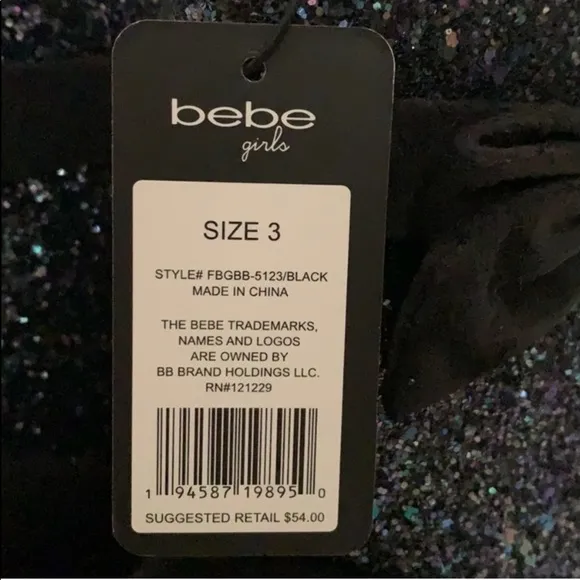 bebe
girls
SIZE 3
STYLE# FBGBB-5123/BLACK
MADE IN CHINA
THE BEBE TRADEMARKS,
NAMES AND LOGOS
ARE OWNED BY
BB BRAND HOLDINGS LLC.
RN#121229
1 94587 19895 0
SUGGESTED RETAIL $54.00